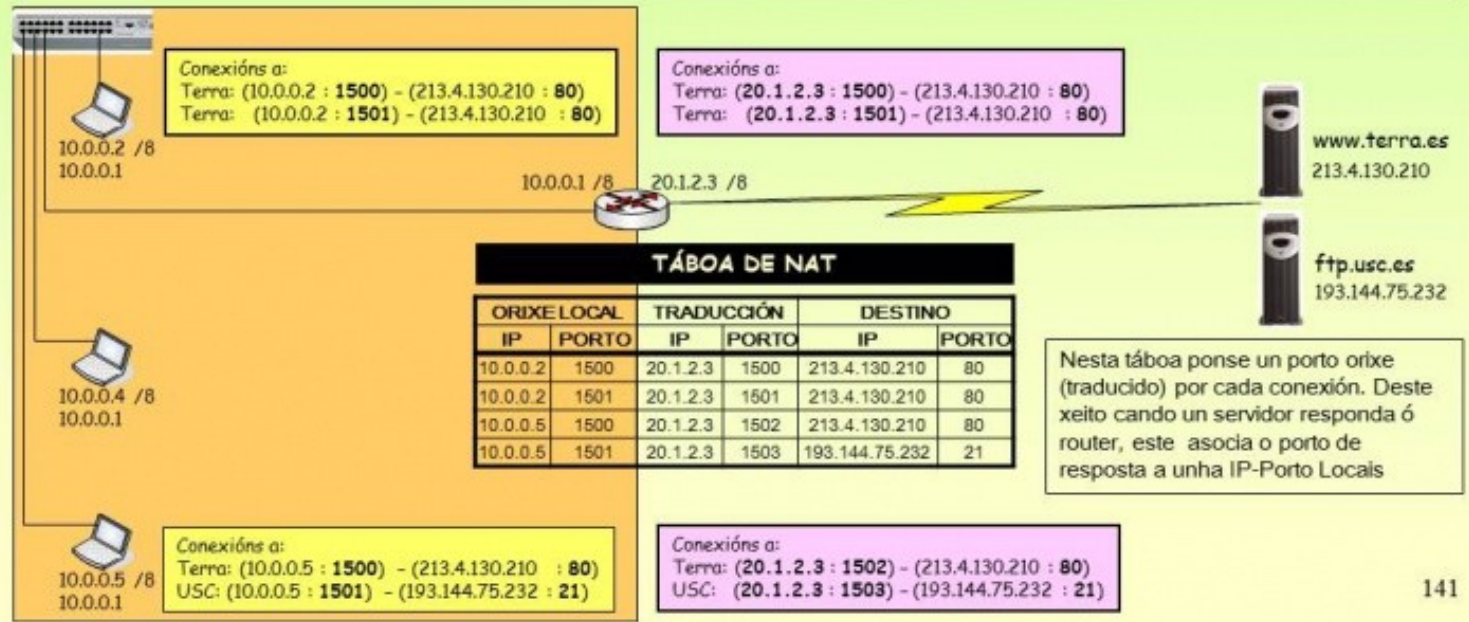 Conexións a:
Terra: (10.0.0.2 : 1500) - (213.4.130.210 : 80)
Terra: (10.0.0.2 : 1501) - (213.4.130.210 : 80)
Conexións a:
Terra: (20.1.2.3 : 1500) - (213.4.130.210 : 80)
Terra: (20.1.2.3 : 1501) - (213.4.130.210 : 80)
10.0.0.2 /8
10.0.0.1
www.terra.es
213.4.130.210
10.0.0.1 /8
20.1.2.3 /8
ftp.usc.es
193.144.75.232
TÁBOA DE NAT
ORIXE LOCAL TRADUCCIÓN DESTINO
IP PORTO IP PORTO IP PORTO
10.0.0.2 1500 20.1.2.3 1500 213.4.130.210 80
10.0.0.2 1501 20.1.2.3 1501 213.4.130.210 80
10.0.0.5 1500 20.1.2.3 1502 213.4.130.210 80
10.0.0.5 1501 20.1.2.3 1503 193.144.75.232 21
Nesta táboa ponse un porto orixe
(traducido) por cada conexión. Deste
xeito cando un servidor responda ó
router, este asocia o porto de
resposta a unha IP-Porto Locais
10.0.0.4 /8
10.0.0.1
10.0.0.5 /8
10.0.0.1
Conexións a:
Terra: (10.0.0.5 : 1500) - (213.4.130.210 : 80)
USC: (10.0.0.5 : 1501) - (193.144.75.232 : 21)
Conexións a:
Terra: (20.1.2.3 : 1502) - (213.4.130.210 : 80)
USC: (20.1.2.3 : 1503) - (193.144.75.232 : 21)
141